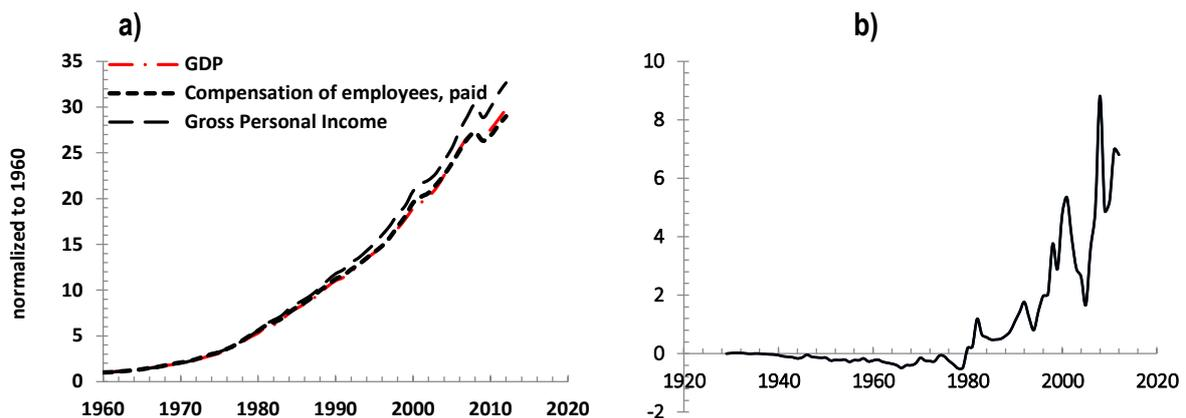 a)
GDP
Compensation of employees, paid
Gross Personal Income
normalized to 1960
35
30
25
20
15
10
5
0
1960 1970 1980 1990 2000 2010 2020
b)
10
8
6
4
2
0
-2
1920 1940 1960 1980 2000 2020